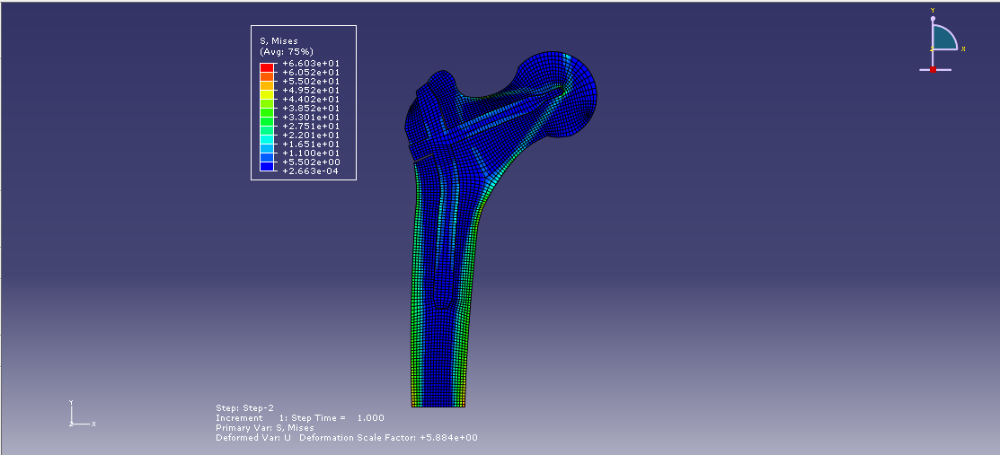 S, Mises
(Avg: 75%)
+6.603e+01
+6.052e+01
+5.502e+01
+4.952e+01
+4.402e+01
+3.852e+01
+3.301e+01
+2.751e+01
+2.201e+01
+1.651e+01
+1.100e+01
+5.502e+00
+2.663e-04
Y
Z X
Y
Z X
Step: Step-2
Increment 1: Step Time = 1.000
Primary Var: S, Mises
Deformed Var: U Deformation Scale Factor: +5.884e+00